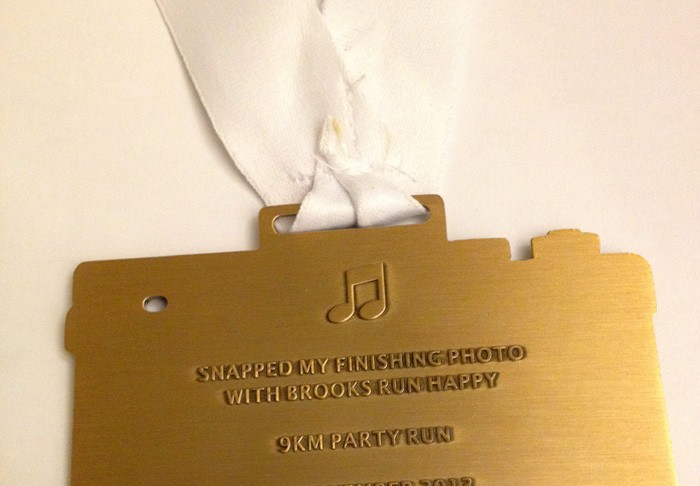 SNAPPED MY FINISHING PHOTO
WITH BROOKS RUN HAPPY
9KM PARTY RUN